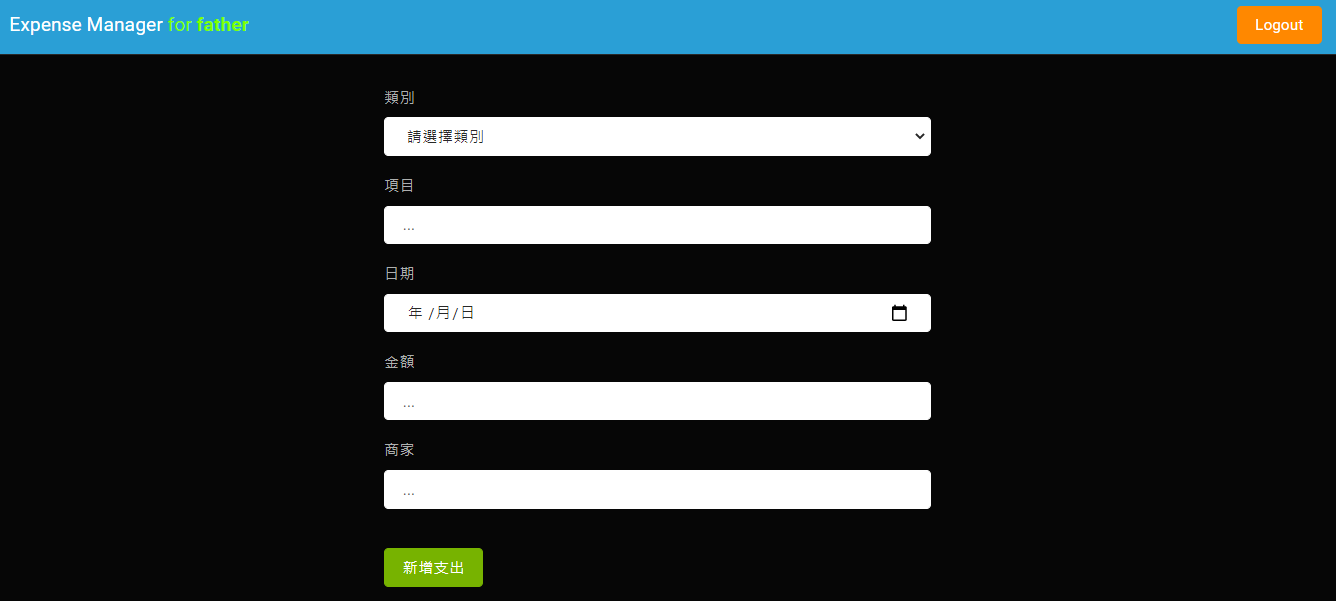 Expense Manager for father
Logout
類別
請選擇類別
項目
...
日期
年 /月/日
金額
...
商家
...
新增支出